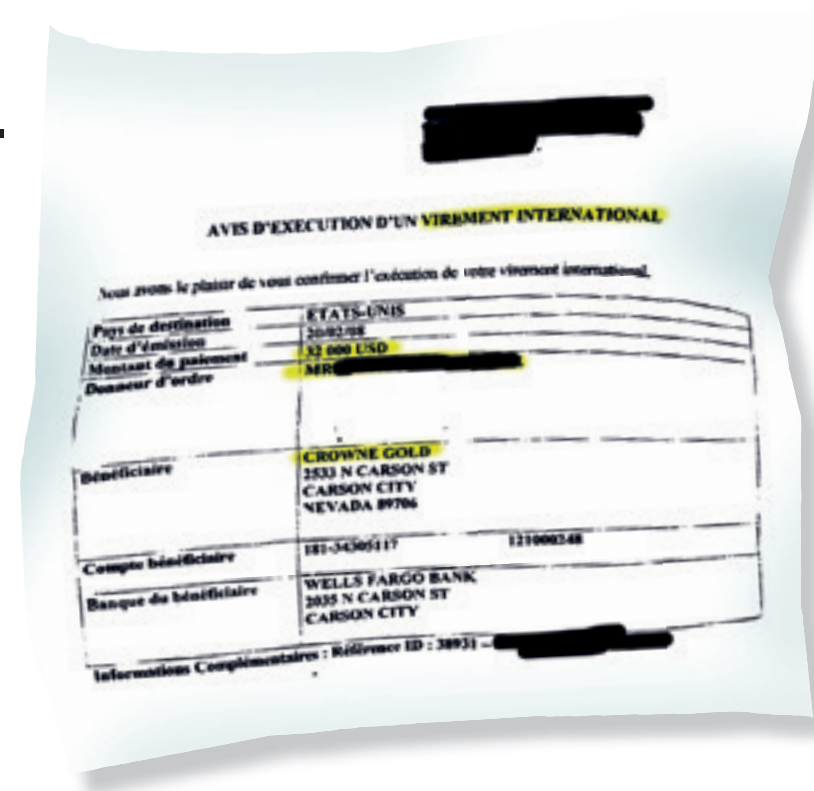 AVIS D'EXECUTION D'UN VIREMENT INTERNATIONAL
Nous avons le plaisir de vous confirmer l'exécution de votre virement international.
Pays de destination ETATS-UNIS
Date d'émission 20/02/08
Montant du paiement 32 000 USD
Donneur d'ordre MR
Bénéficiaire CROWNE GOLD
2533 N CARSON ST
CARSON CITY
NEVADA 89706
Compte bénéficiaire 181-34305117 121000248
Banque du bénéficiaire WELLS FARGO BANK
2035 N CARSON ST
CARSON CITY
Informations Complémentaires : Référence ID : 38931 –